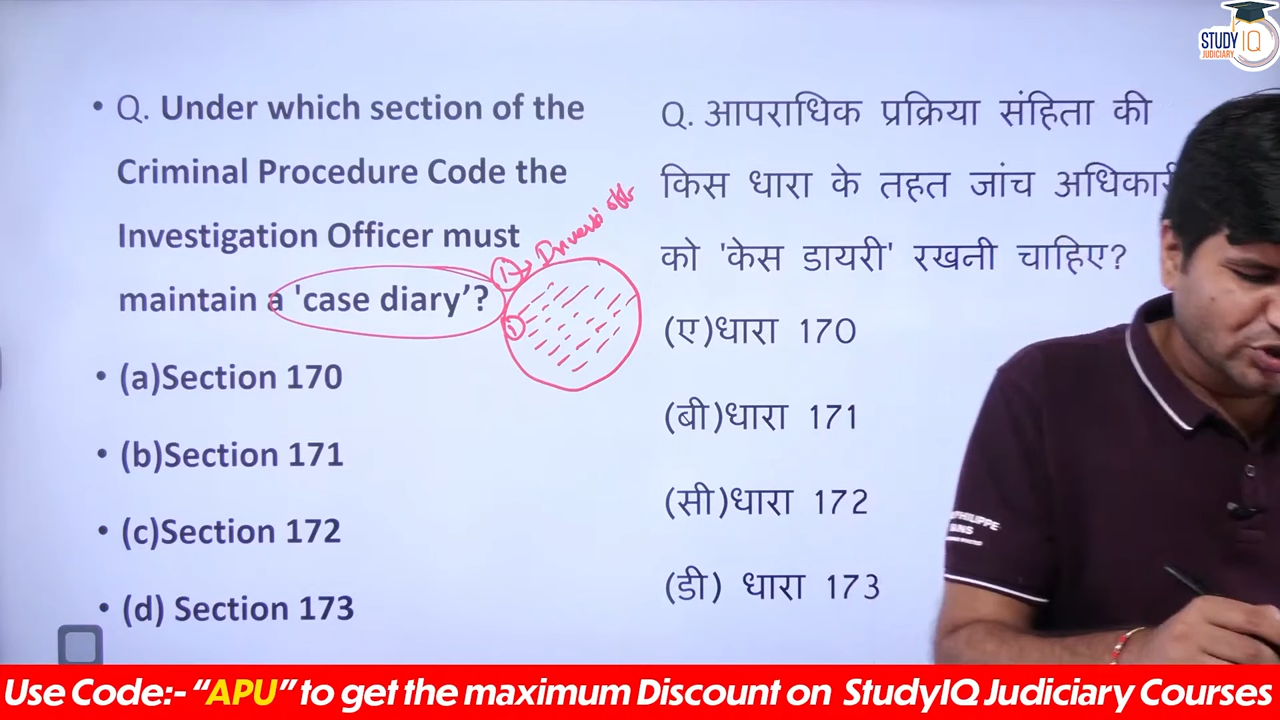 STUDY IQ
JUDICIARY
• Q. Under which section of the
Criminal Procedure Code the
Investigation Officer must
maintain a 'case diary’?
• (a)Section 170
• (b)Section 171
• (c)Section 172
• (d) Section 173
Q. आपराधिक प्रक्रिया संहिता की
किस धारा के तहत जांच अधिकारी
को 'केस डायरी' रखनी चाहिए?
(ए)धारा 170
(बी)धारा 171
(सी)धारा 172
(डी) धारा 173
Use Code:- “APU” to get the maximum Discount on StudyIQ Judiciary Courses